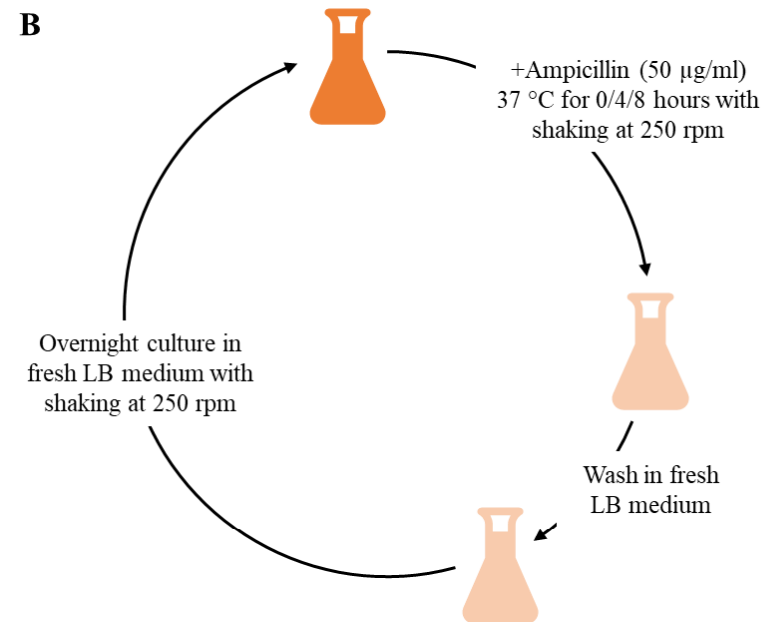 B
+Ampicillin (50 µg/ml)
37 °C for 0/4/8 hours with
shaking at 250 rpm
Wash in fresh
LB medium
Overnight culture in
fresh LB medium with
shaking at 250 rpm